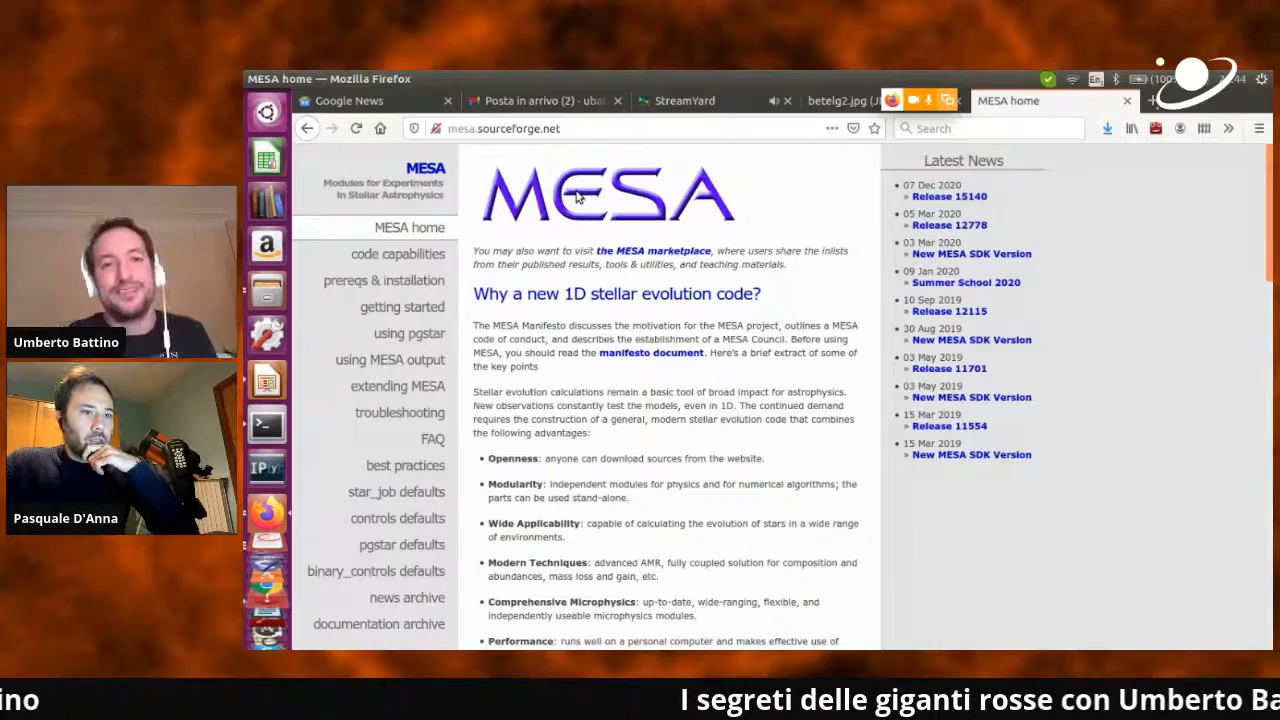 MESA home — Mozilla Firefox
Google News
Posta in arrivo (2) - uba
StreamYard
MESA home
mesa.sourceforge.net
Search
MESA
Modules for Experiments
in Stellar Astrophysics
MESA home
code capabilities
prereqs & installation
getting started
using pgstar
using MESA output
extending MESA
troubleshooting
FAQ
best practices
star_job defaults
controls defaults
pgstar defaults
binary_controls defaults
news archive
documentation archive
MESA
You may also want to visit the MESA marketplace, where users share the inlists
from their published results, tools & utilities, and teaching materials.
Why a new 1D stellar evolution code?
The MESA Manifesto discusses the motivation for the MESA project, outlines a MESA
code of conduct, and describes the establishment of a MESA Council. Before using
MESA, you should read the manifesto document. Here's a brief extract of some of
the key points
Stellar evolution calculations remain a basic tool of broad impact for astrophysics.
New observations constantly test the models, even in 1D. The continued demand
requires the construction of a general, modern stellar evolution code that combines
the following advantages:
• Openness: anyone can download sources from the website.
• Modularity: independent modules for physics and for numerical algorithms; the
parts can be used stand-alone.
• Wide Applicability: capable of calculating the evolution of stars in a wide range
of environments.
• Modern Techniques: advanced AMR, fully coupled solution for composition and
abundances, mass loss and gain, etc.
• Comprehensive Microphysics: up-to-date, wide-ranging, flexible, and
independently useable microphysics modules.
• Performance: runs well on a personal computer and makes effective use of
Latest News
• 07 Dec 2020
» Release 15140
• 05 Mar 2020
» Release 12778
• 03 Mar 2020
» New MESA SDK Version
• 09 Jan 2020
» Summer School 2020
• 10 Sep 2019
» Release 12115
• 30 Aug 2019
» New MESA SDK Version
• 03 May 2019
» Release 11701
• 03 May 2019
» New MESA SDK Version
• 15 Mar 2019
» Release 11554
• 15 Mar 2019
» New MESA SDK Version
Umberto Battino
Pasquale D'Anna
tino
I segreti delle giganti rosse con Umberto Ba